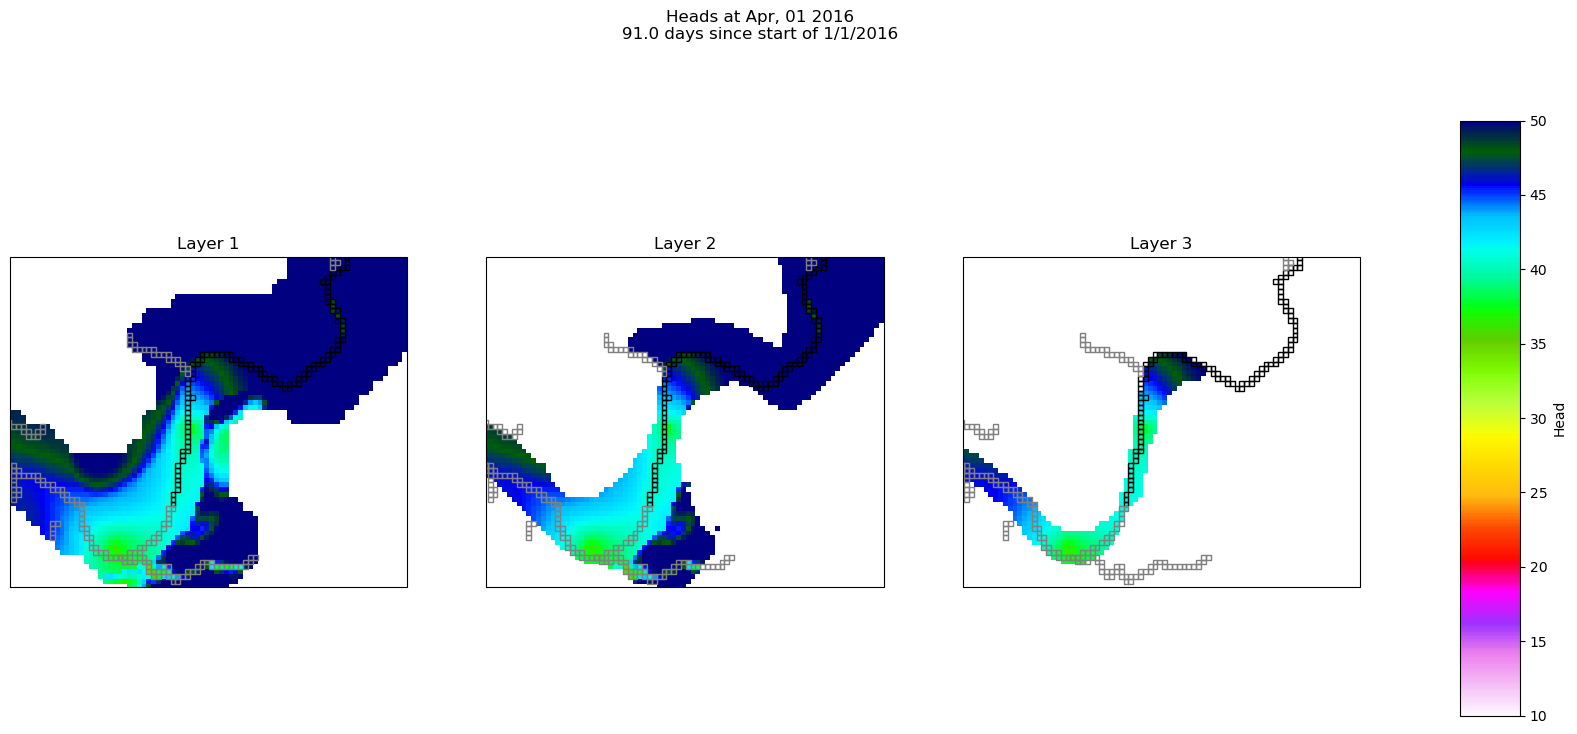 Heads at Apr, 01 2016
91.0 days since start of 1/1/2016
Layer 1
Layer 2
Layer 3
50
45
40
35
30
25
20
15
10
Head